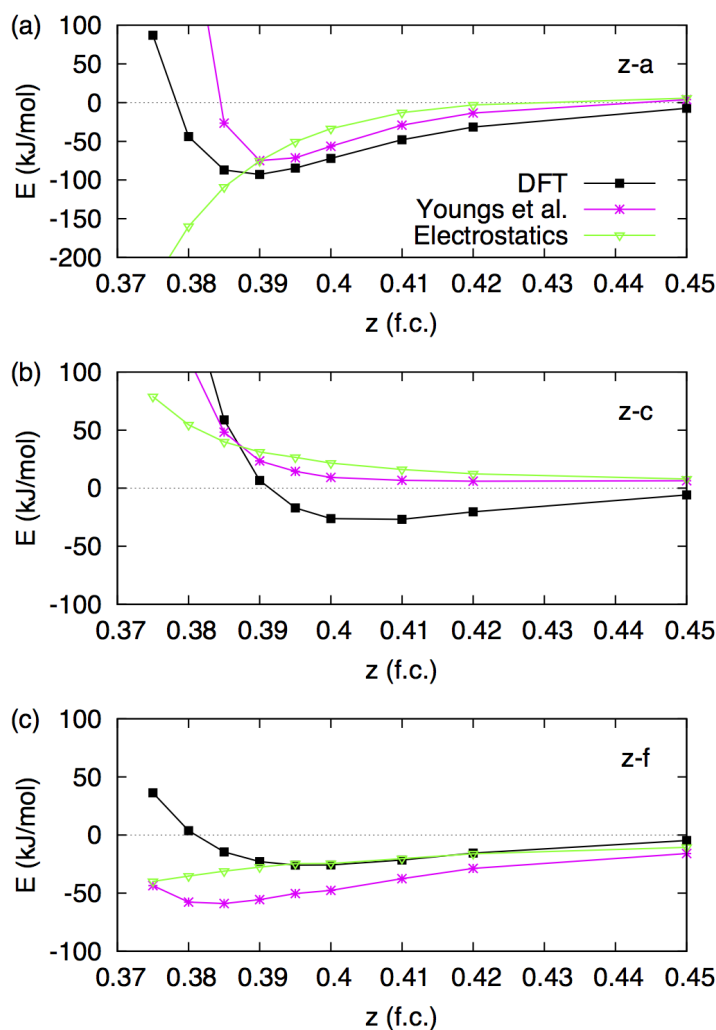 (a)
100
50
0
-50
-100
-150
-200
E (kJ/mol)
z-a
DFT
Youngs et al.
Electrostatics
0.37 0.38 0.39 0.4 0.41 0.42 0.43 0.44 0.45
z (f.c.)
(b)
100
50
0
-50
-100
E (kJ/mol)
z-c
0.37 0.38 0.39 0.4 0.41 0.42 0.43 0.44 0.45
z (f.c.)
(c)
100
50
0
-50
-100
E (kJ/mol)
z-f
0.37 0.38 0.39 0.4 0.41 0.42 0.43 0.44 0.45
z (f.c.)